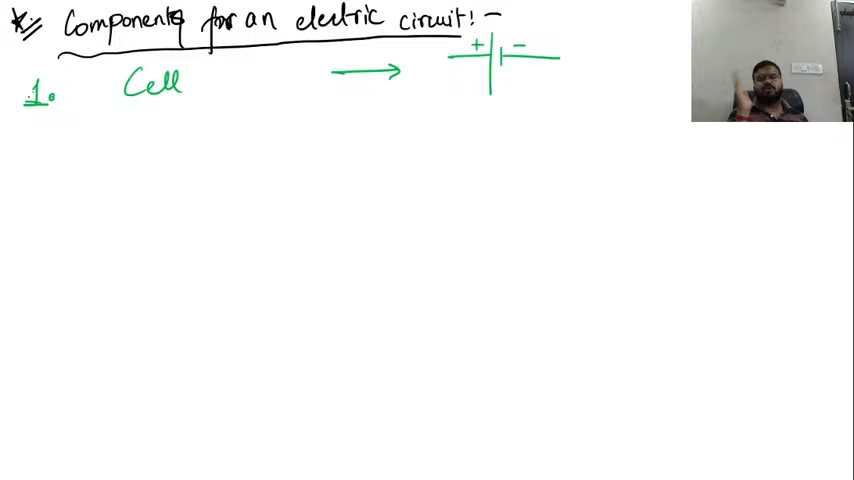 Components for an electric circuit:-
1. Cell → + -